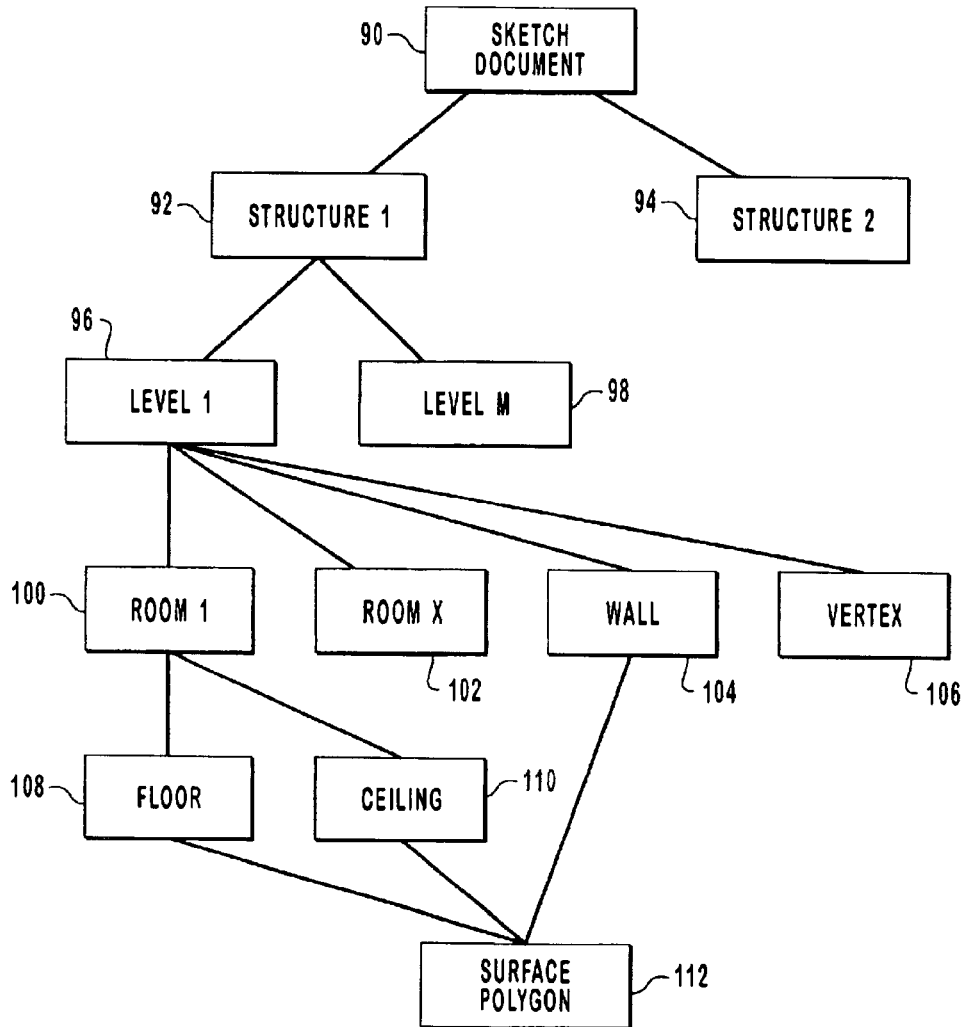 90
SKETCH
DOCUMENT
92
STRUCTURE 1
94
STRUCTURE 2
96
LEVEL 1
LEVEL M
98
100
ROOM 1
ROOM X
WALL
VERTEX
102
104
106
108
FLOOR
CEILING
110
SURFACE
POLYGON
112